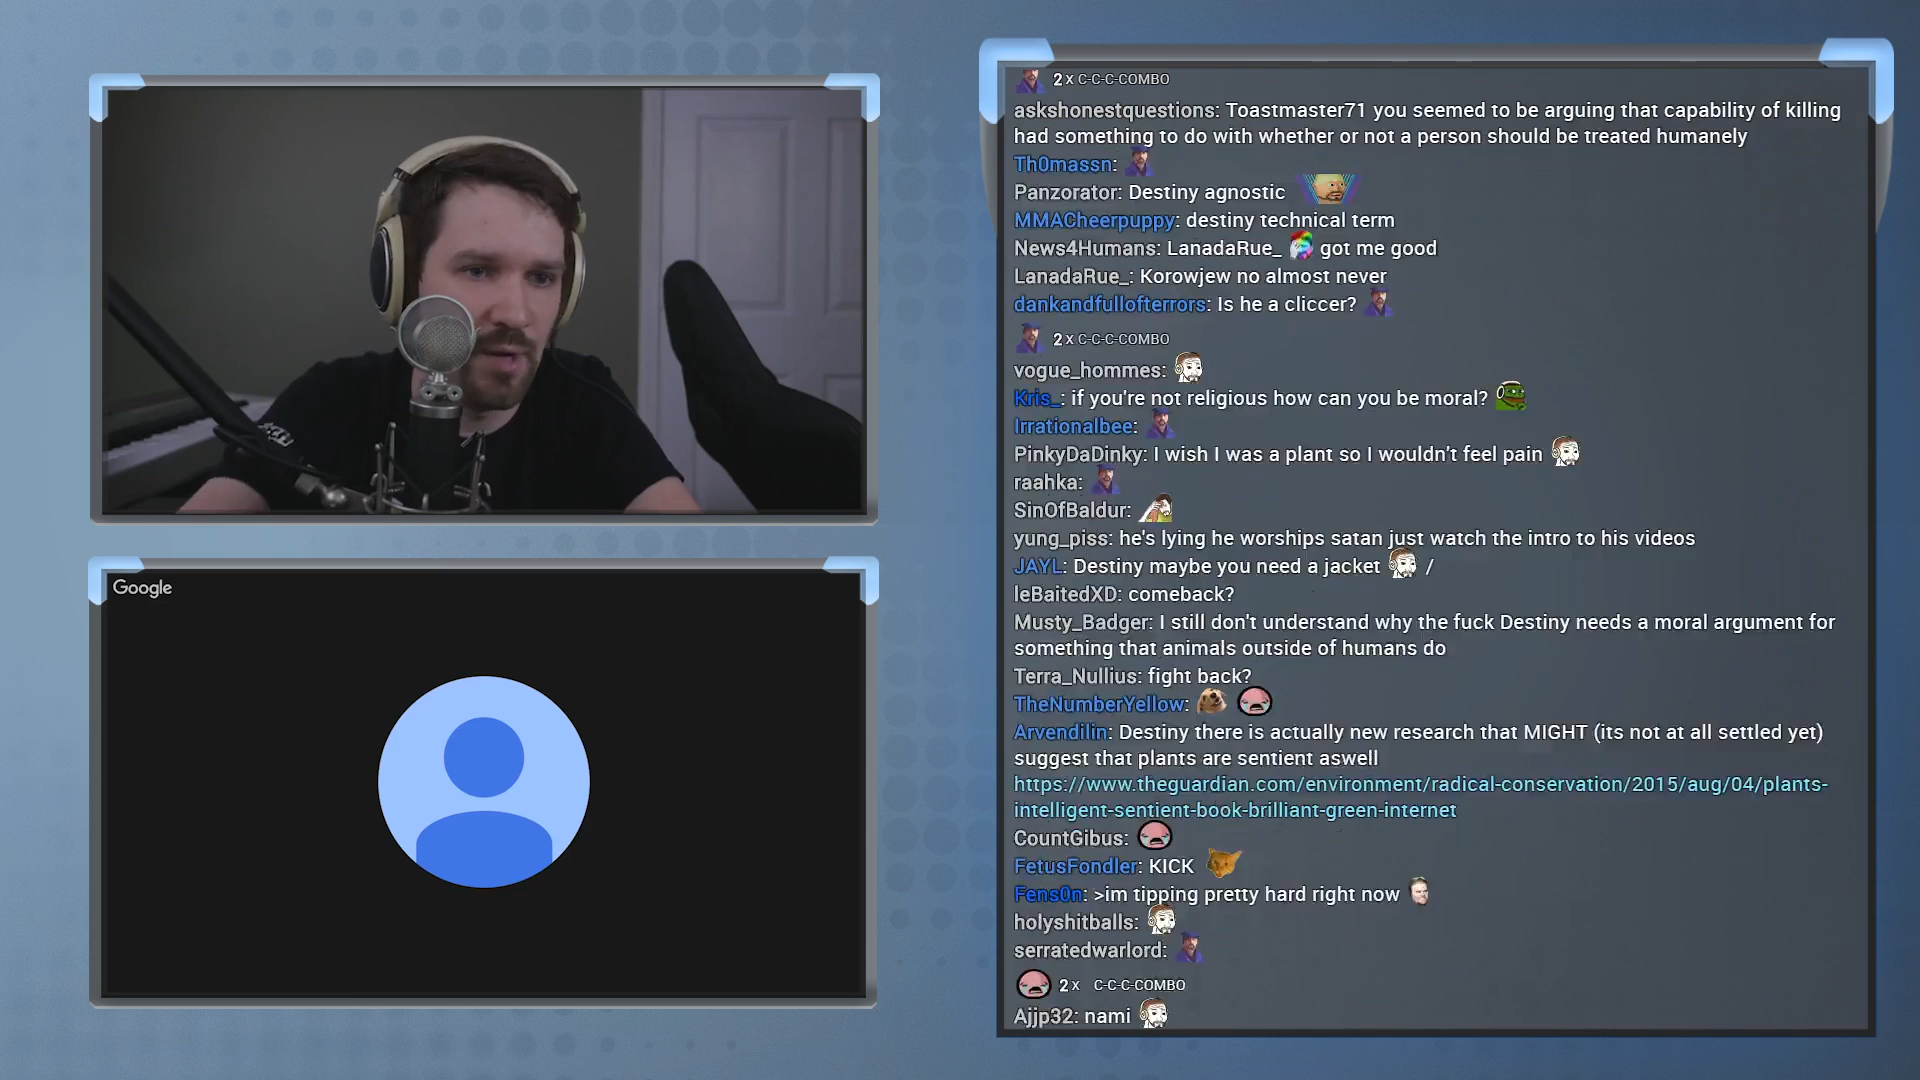 Google
2x C-C-C-COMBO
askshonestquestions: Toastmaster71 you seemed to be arguing that capability of killing
had something to do with whether or not a person should be treated humanely
Th0massn:
Panzorator: Destiny agnostic
MMACheerpuppy: destiny technical term
News4Humans: LanadaRue_ got me good
LanadaRue_: Korowjew no almost never
dankandfullofterrors: Is he a cliccer?
2x C-C-C-COMBO
vogue_hommes:
Kris_: if you're not religious how can you be moral?
Irrationalbee:
PinkyDaDinky: I wish I was a plant so I wouldn't feel pain
raahka:
SinOfBaldur:
yung_piss: he's lying he worships satan just watch the intro to his videos
JAYL: Destiny maybe you need a jacket /
leBaitedXD: comeback?
Musty_Badger: I still don't understand why the fuck Destiny needs a moral argument for
something that animals outside of humans do
Terra_Nullius: fight back?
TheNumberYellow:
Arvendilin: Destiny there is actually new research that MIGHT (its not at all settled yet)
suggest that plants are sentient aswell
https://www.theguardian.com/environment/radical-conservation/2015/aug/04/plants-
intelligent-sentient-book-brilliant-green-internet
CountGibus:
FetusFondler: KICK
Fens0n: >im tipping pretty hard right now
holyshitballs:
serratedwarlord:
2x C-C-C-COMBO
Ajjp32: nami